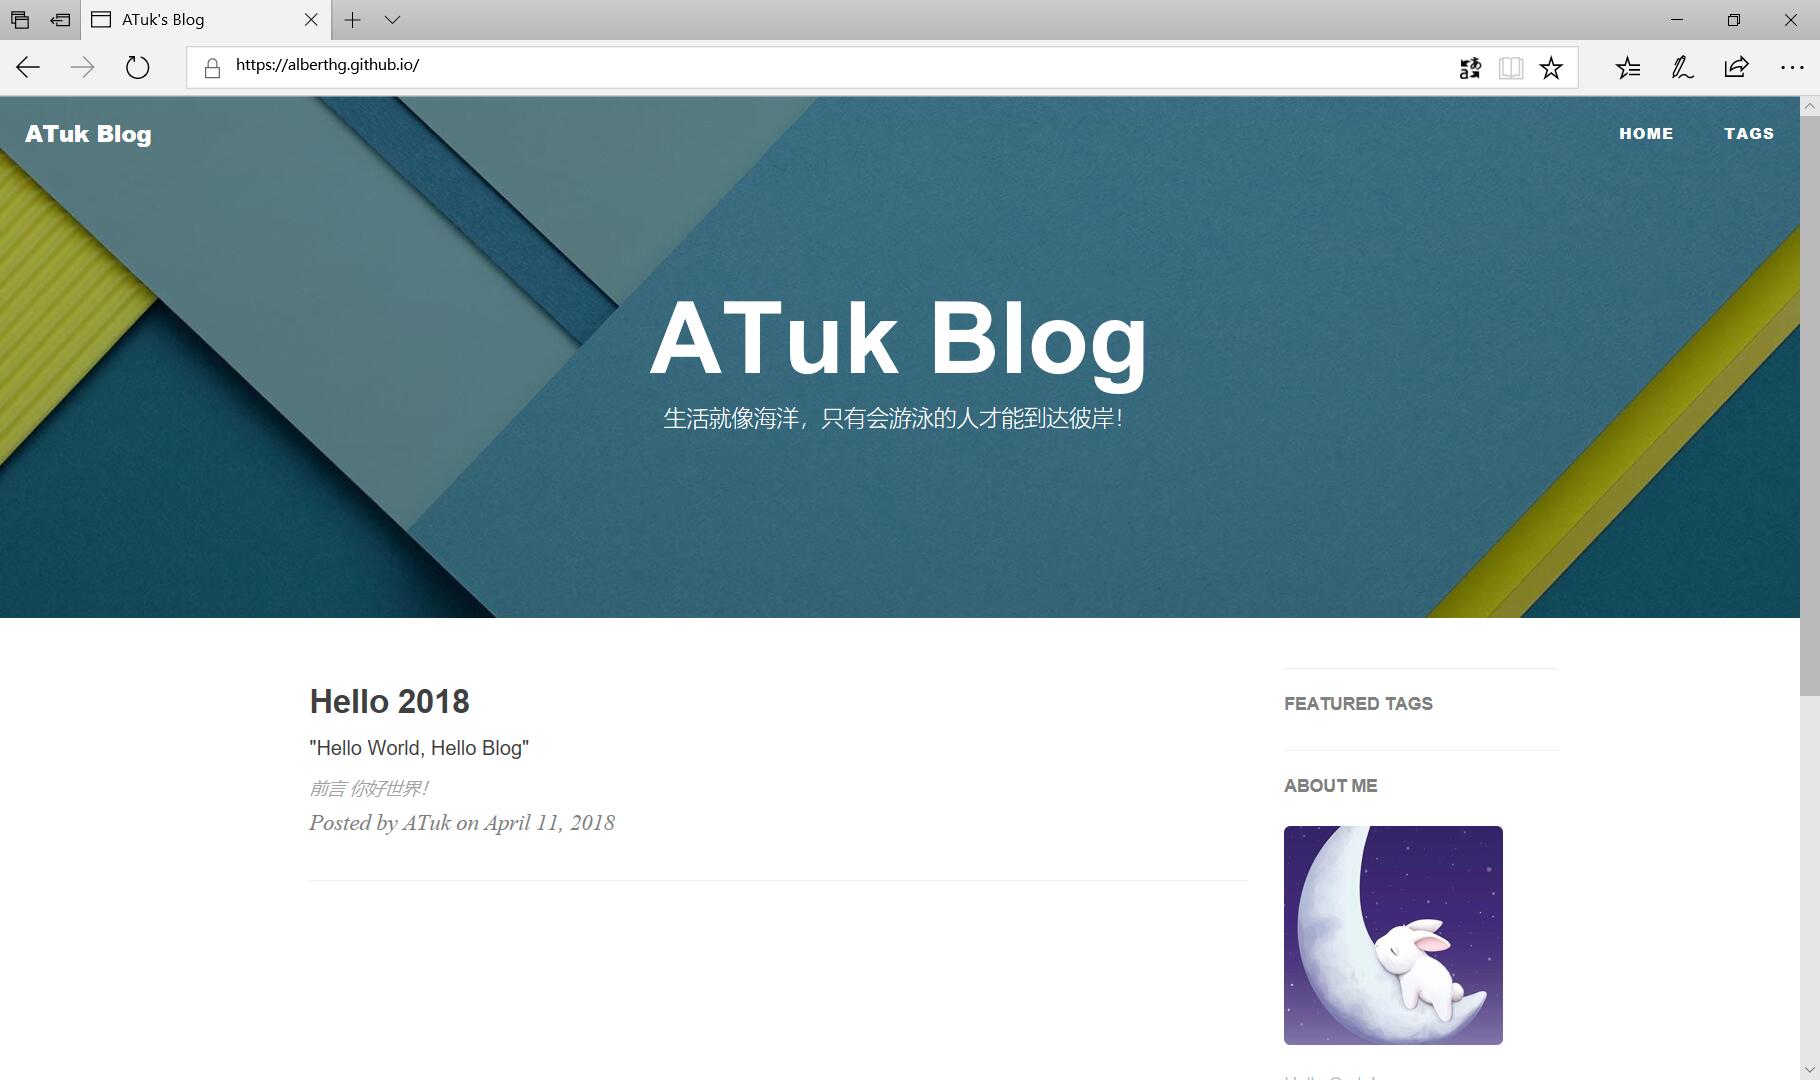 ATuk's Blog
https://alberthg.github.io/
ATuk Blog
HOME
TAGS
ATuk Blog
生活就像海洋，只有会游泳的人才能到达彼岸！
Hello 2018
"Hello World, Hello Blog"
前言 你好世界！
Posted by ATuk on April 11, 2018
FEATURED TAGS
ABOUT ME